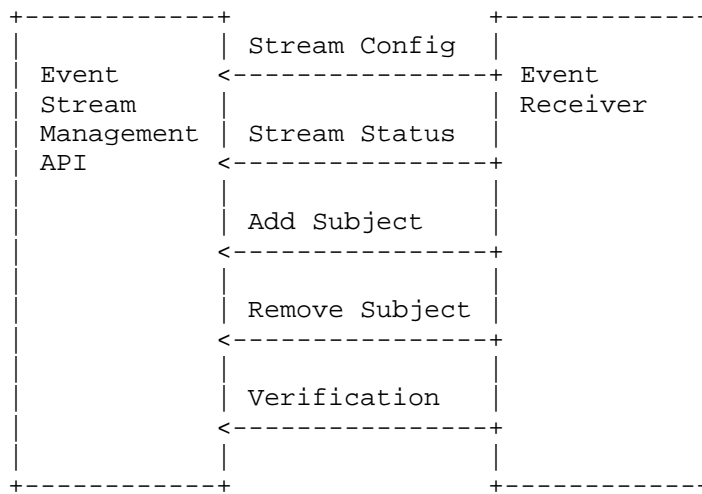 Stream Config
Event Event
Stream Receiver
Management Stream Status
API
Add Subject
Remove Subject
Verification